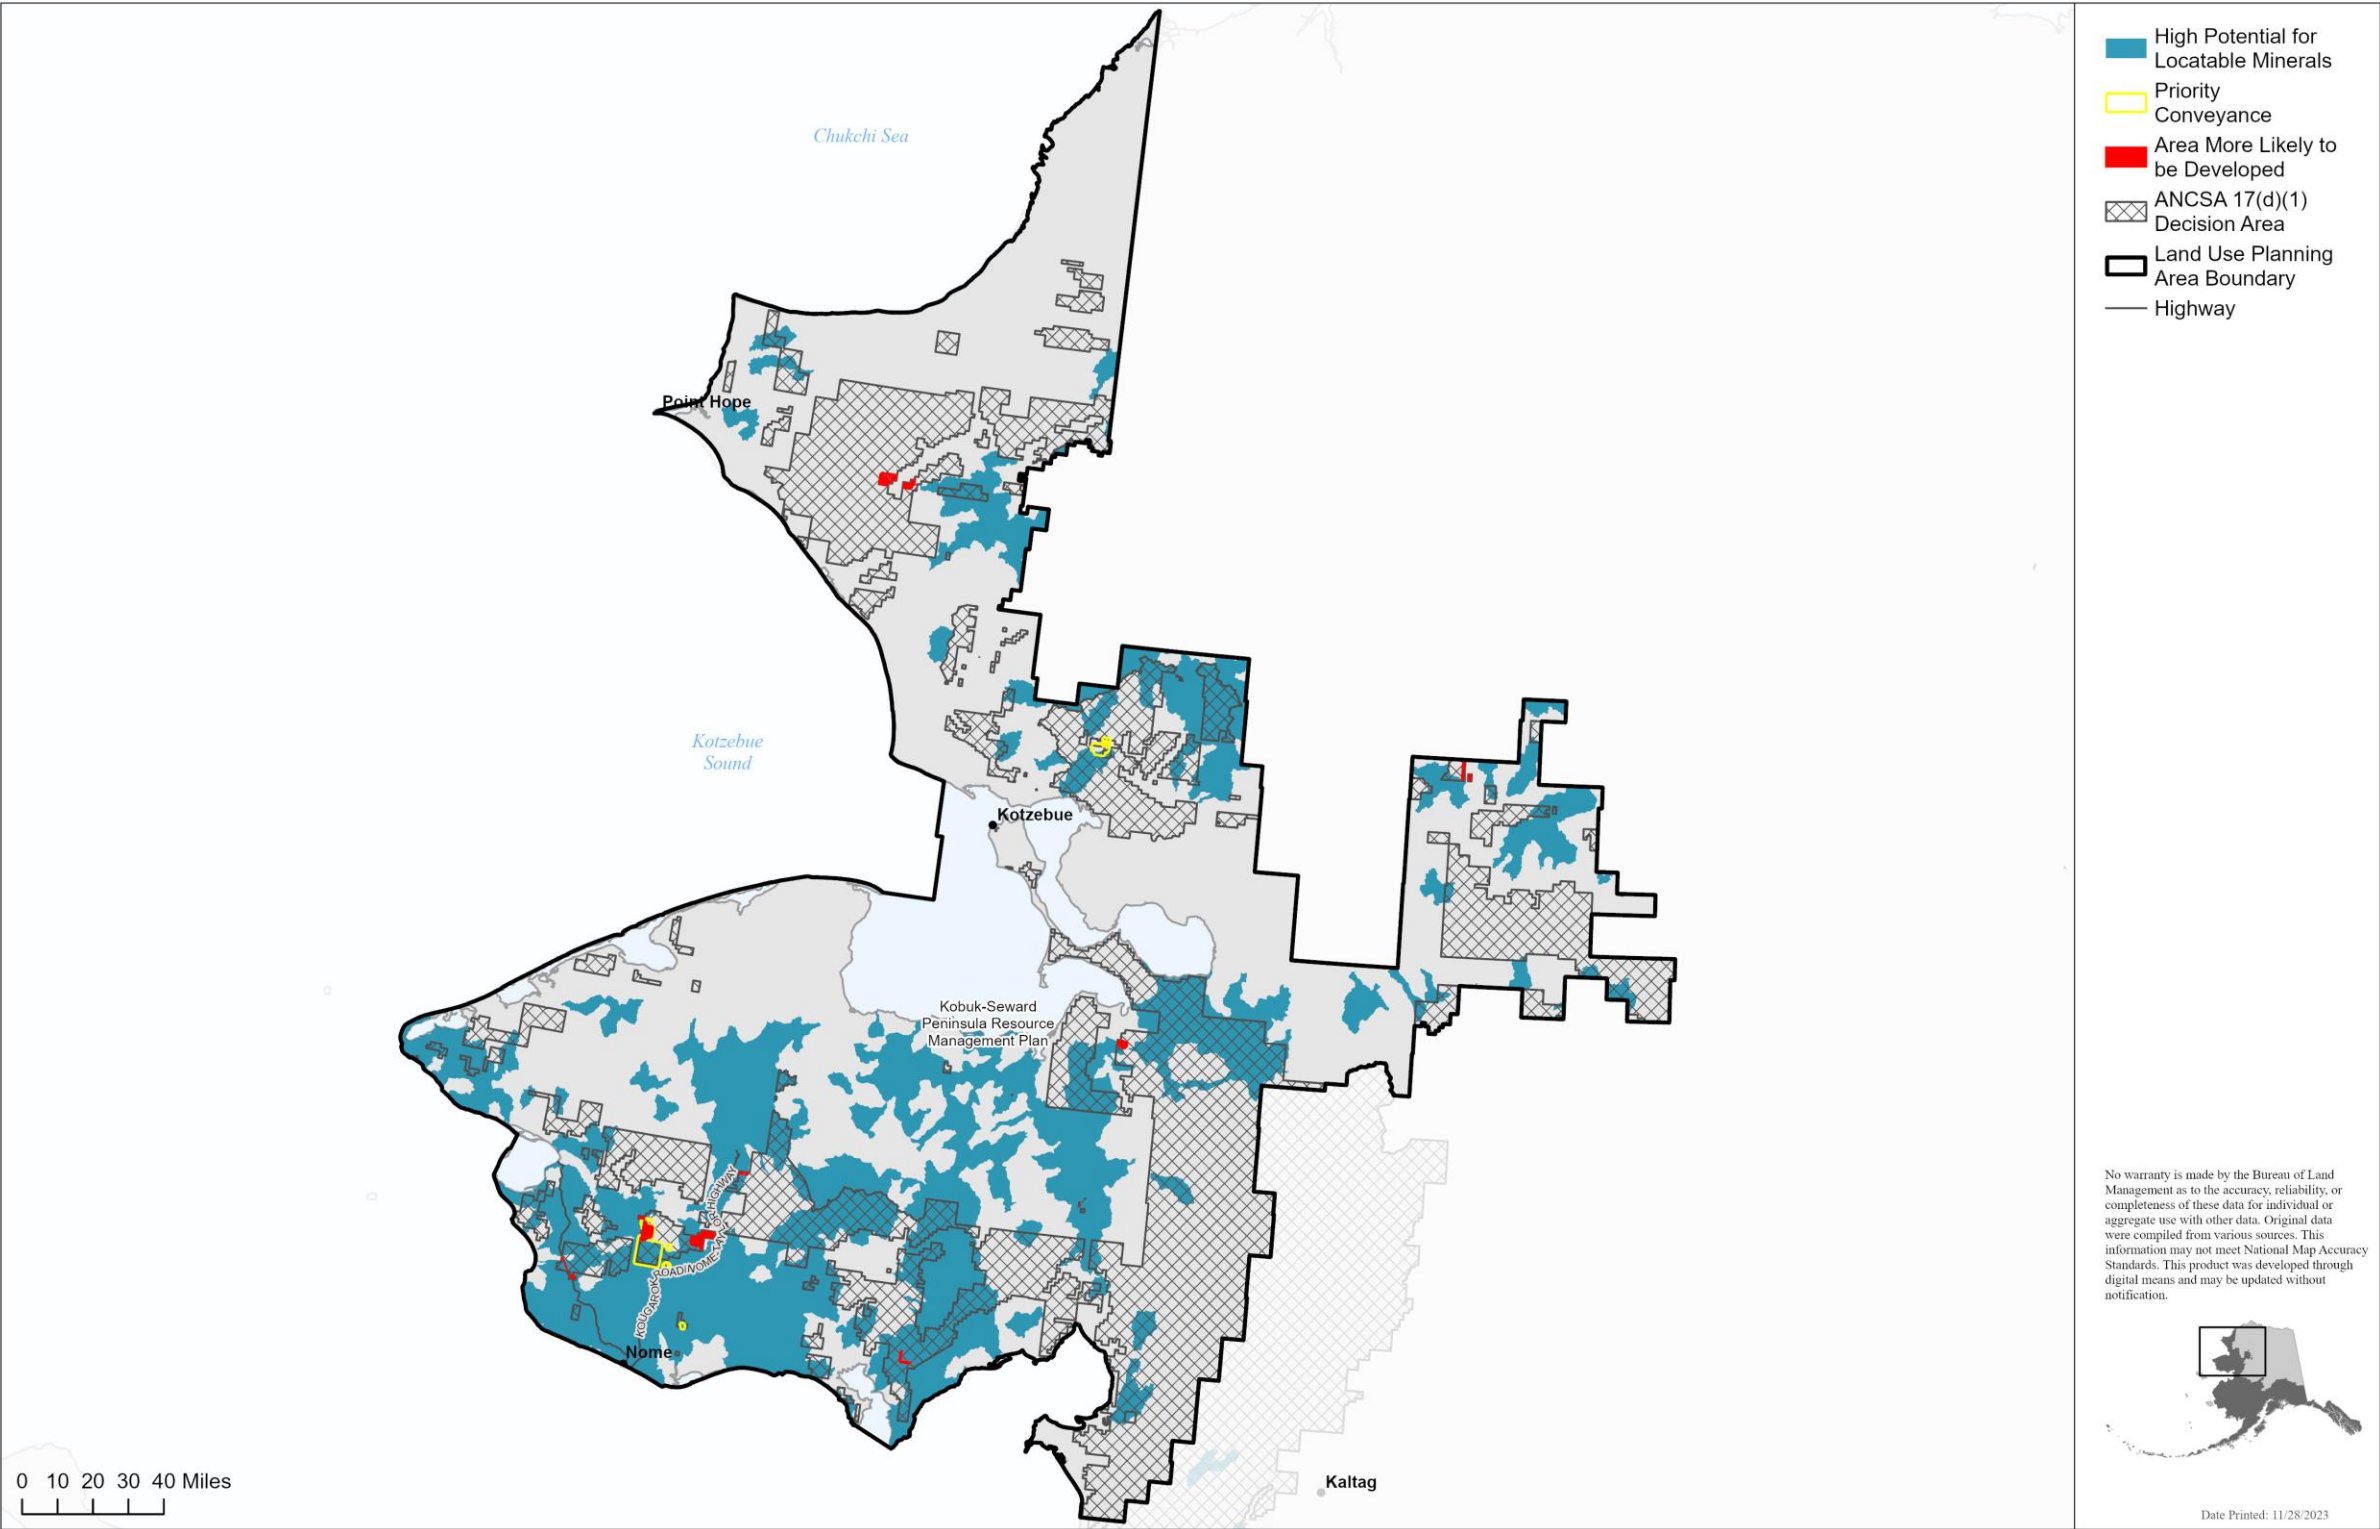 High Potential for
Locatable Minerals
Priority
Conveyance
Area More Likely to
be Developed
ANCSA 17(d)(1)
Decision Area
Land Use Planning
Area Boundary
Highway
Chukchi Sea
Point Hope
Kotzebue
Sound
Kotzebue
Kobuk-Seward
Peninsula Resource
Management Plan
KOUGAROK ROAD/NOME-TAYLOR HIGHWAY
Nome
Kaltag
0 10 20 30 40 Miles
No warranty is made by the Bureau of Land
Management as to the accuracy, reliability, or
completeness of these data for individual or
aggregate use with other data. Original data
were compiled from various sources. This
information may not meet National Map Accuracy
Standards. This product was developed through
digital means and may be updated without
notification.
Date Printed: 11/28/2023